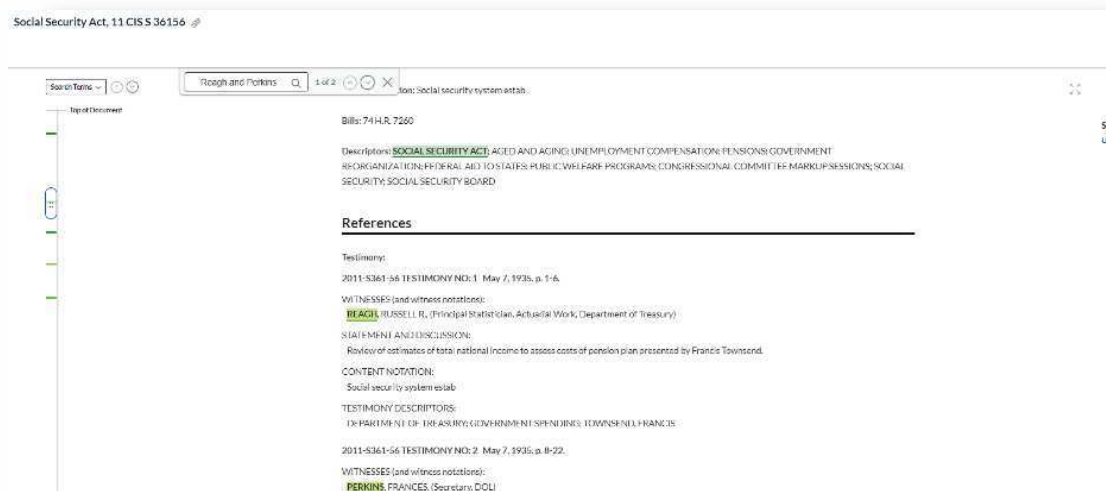 Social Security Act, 11 CIS S 36156
Search Terms
Reagh and Perkins
1 of 2
ion: Social security system estab
Top of Document
Bills: 74 H.R. 7260
Descriptors: SOCIAL SECURITY ACT; AGED AND AGING; UNEMPLOYMENT COMPENSATION; PENSIONS; GOVERNMENT
REORGANIZATION; FEDERAL AID TO STATES; PUBLIC WELFARE PROGRAMS; CONGRESSIONAL COMMITTEE MARKUP SESSIONS; SOCIAL
SECURITY; SOCIAL SECURITY BOARD
References
Testimony:
2011-S361-56 TESTIMONY NO: 1 May 7, 1935, p. 1-6.
WITNESSES (and witness notations):
REAGH, RUSSELL R., (Principal Statistician, Actuarial Work, Department of Treasury)
STATEMENT AND DISCUSSION:
Review of estimates of total national income to assess costs of pension plan presented by Francis Townsend.
CONTENT NOTATION:
Social security system estab
TESTIMONY DESCRIPTORS:
DEPARTMENT OF TREASURY; GOVERNMENT SPENDING; TOWNSEND, FRANCIS
2011-S361-56 TESTIMONY NO: 2 May 7, 1935, p. 8-22.
WITNESSES (and witness notations):
PERKINS, FRANCES, (Secretary, DOL)